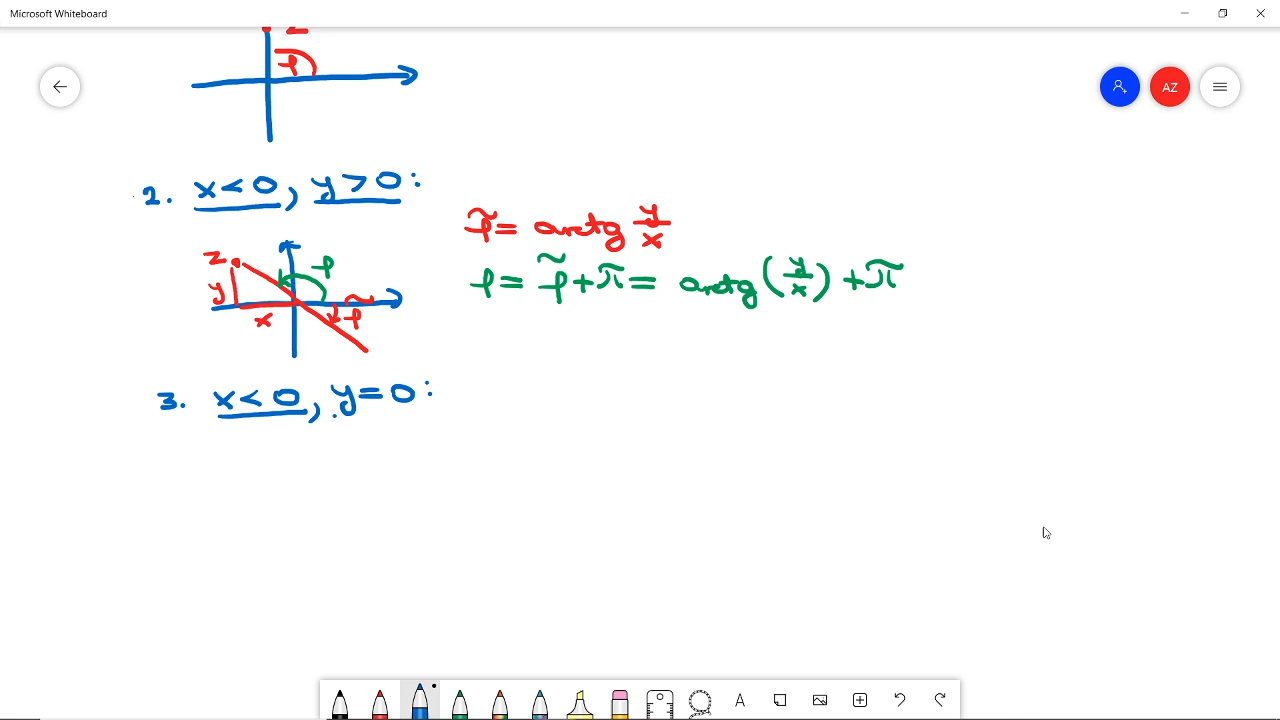 Microsoft Whiteboard
z
φ
AZ
2. x < 0, y > 0:
φ̃ = arctg y/x
φ = φ̃ + π = arctg (y/x) + π
z
φ
y
x
φ̃
3. x < 0, y = 0:
A